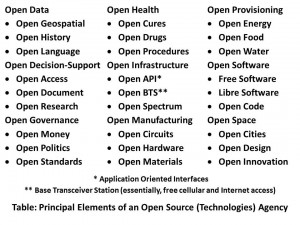 Open Data Open Health Open Provisioning
• Open Geospatial • Open Cures • Open Energy
• Open History • Open Drugs • Open Food
• Open Language • Open Procedures • Open Water
Open Decision-Support Open Infrastructure Open Software
• Open Access • Open API* • Free Software
• Open Document • Open BTS** • Libre Software
• Open Research • Open Spectrum • Open Code
Open Governance Open Manufacturing Open Space
• Open Money • Open Circuits • Open Cities
• Open Politics • Open Hardware • Open Design
• Open Standards • Open Materials • Open Innovation
* Application Oriented Interfaces
** Base Transceiver Station (essentially, free cellular and Internet access)
Table: Principal Elements of an Open Source (Technologies) Agency